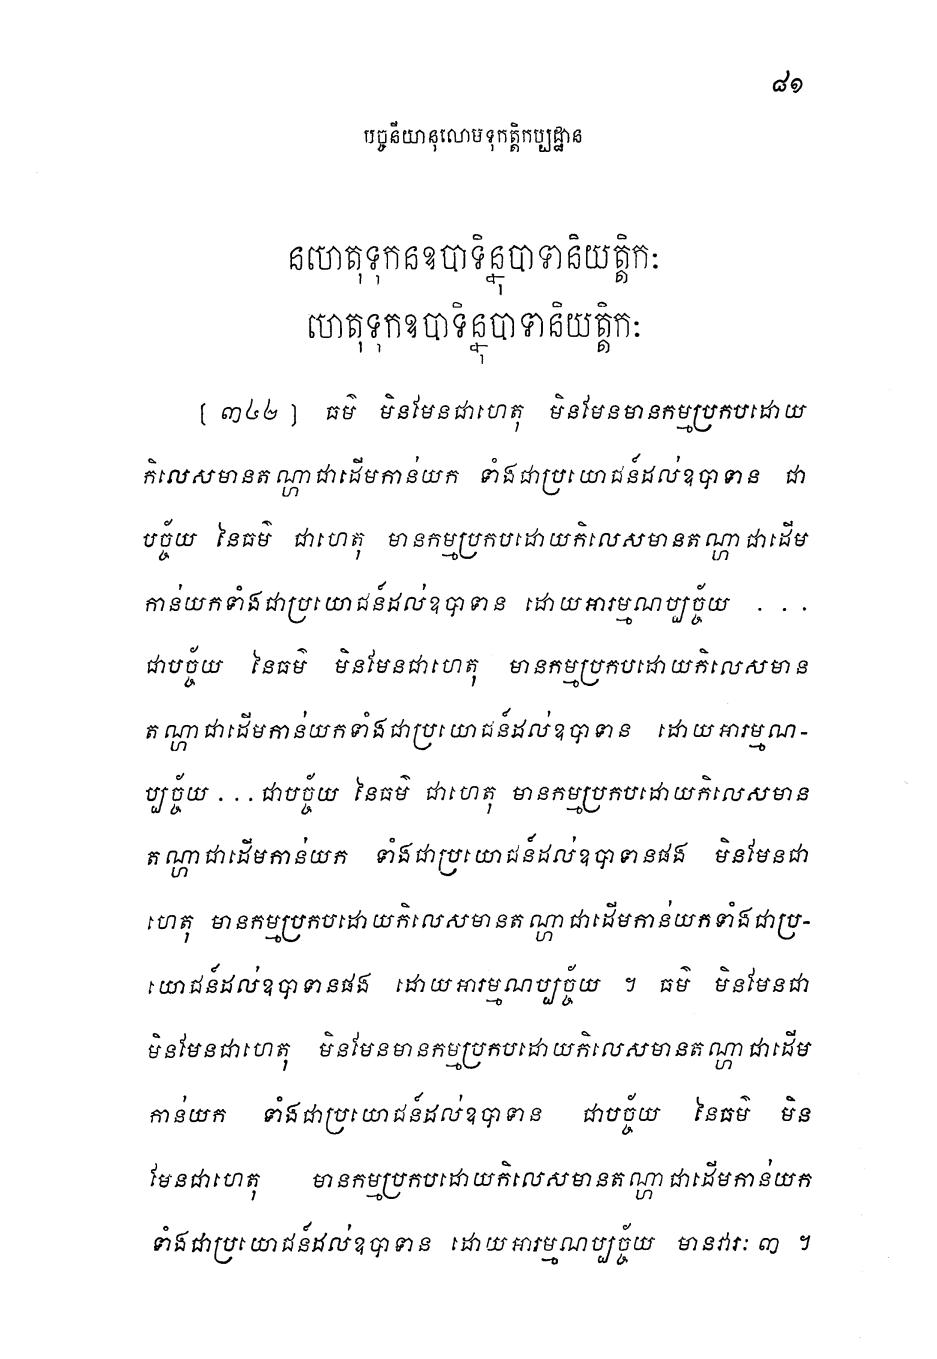 ៨១
បច្ចនីយានុលោមទុកត្តិកប្បដ្ឋាន
នហេតុទុកនឧបាទិន្នុបាទានិយត្តិកៈ
ហេតុទុកឧបាទិន្នុបាទានិយត្តិកៈ
[ ៣៤២ ] ធម៌ មិនមែនជាហេតុ មិនមែនមានកម្មប្រកបដោយ
កិលេសមានតណ្ហាជាដើមកាន់យក ទាំងជាប្រយោជន៍ដល់ឧបាទាន ជា
បច្ច័យ នៃធម៌ ជាហេតុ មានកម្មប្រកបដោយកិលេសមានតណ្ហាជាដើម
កាន់យកទាំងជាប្រយោជន៍ដល់ឧបាទាន ដោយអារម្មណប្បច្ច័យ ...
ជាបច្ច័យ នៃធម៌ មិនមែនជាហេតុ មានកម្មប្រកបដោយកិលេសមាន
តណ្ហាជាដើមកាន់យកទាំងជាប្រយោជន៍ដល់ឧបាទាន ដោយអារម្មណ-
ប្បច្ច័យ ... ជាបច្ច័យ នៃធម៌ ជាហេតុ មានកម្មប្រកបដោយកិលេសមាន
តណ្ហាជាដើមកាន់យក ទាំងជាប្រយោជន៍ដល់ឧបាទានផង មិនមែនជា
ហេតុ មានកម្មប្រកបដោយកិលេសមានតណ្ហាជាដើមកាន់យកទាំងជាប្រ-
យោជន៍ដល់ឧបាទានផង ដោយអារម្មណប្បច្ច័យ ។ ធម៌ មិនមែនជា
មិនមែនជាហេតុ មិនមែនមានកម្មប្រកបដោយកិលេសមានតណ្ហាជាដើម
កាន់យក ទាំងជាប្រយោជន៍ដល់ឧបាទាន ជាបច្ច័យ នៃធម៌ មិន
មែនជាហេតុ មានកម្មប្រកបដោយកិលេសមានតណ្ហាជាដើមកាន់យក
ទាំងជាប្រយោជន៍ដល់ឧបាទាន ដោយអារម្មណប្បច្ច័យ មានវារៈ ៣ ។